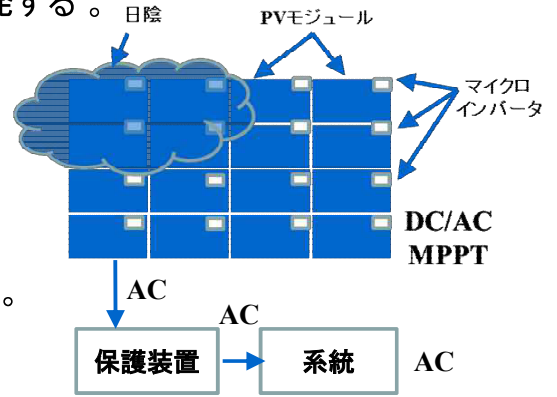 発する。
日陰
PVモジュール
マイクロ
インバータ
DC/AC
MPPT
。
AC
AC
保護装置
系統
AC